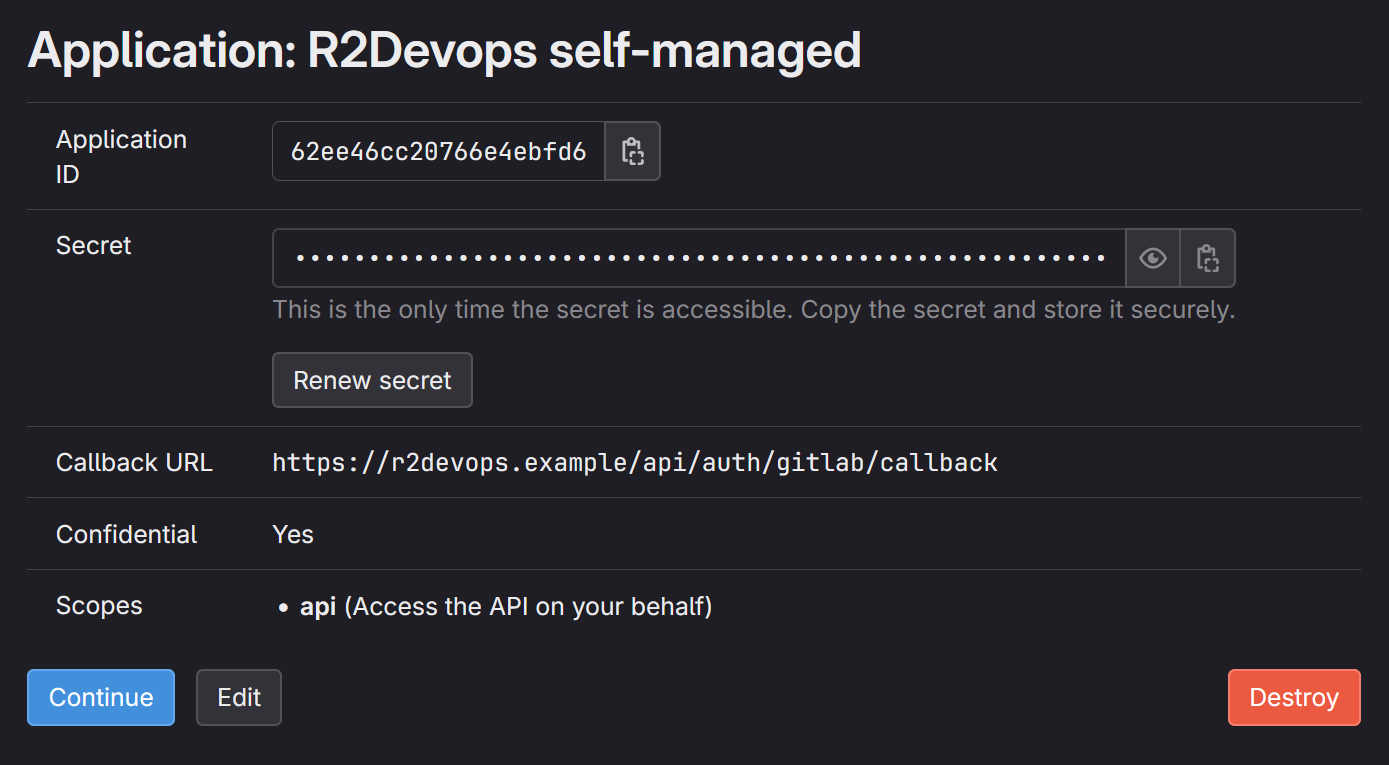 Application: R2Devops self-managed
Application
ID
62ee46cc20766e4ebfd6
Secret
•••••••••••••••••••••••••••••••••••••••••••••••••••••••
This is the only time the secret is accessible. Copy the secret and store it securely.
Renew secret
Callback URL
https://r2devops.example/api/auth/gitlab/callback
Confidential
Yes
Scopes
• api (Access the API on your behalf)
Continue
Edit
Destroy